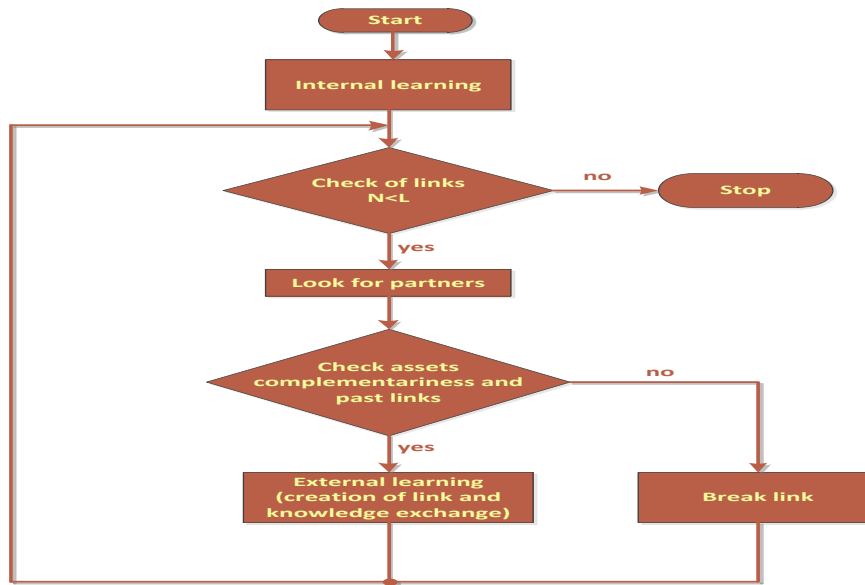 Start
Internal learning
Check of links
N<L
no
Stop
yes
Look for partners
Check assets
complementariness and
past links
no
yes
External learning
(creation of link and
knowledge exchange)
Break link